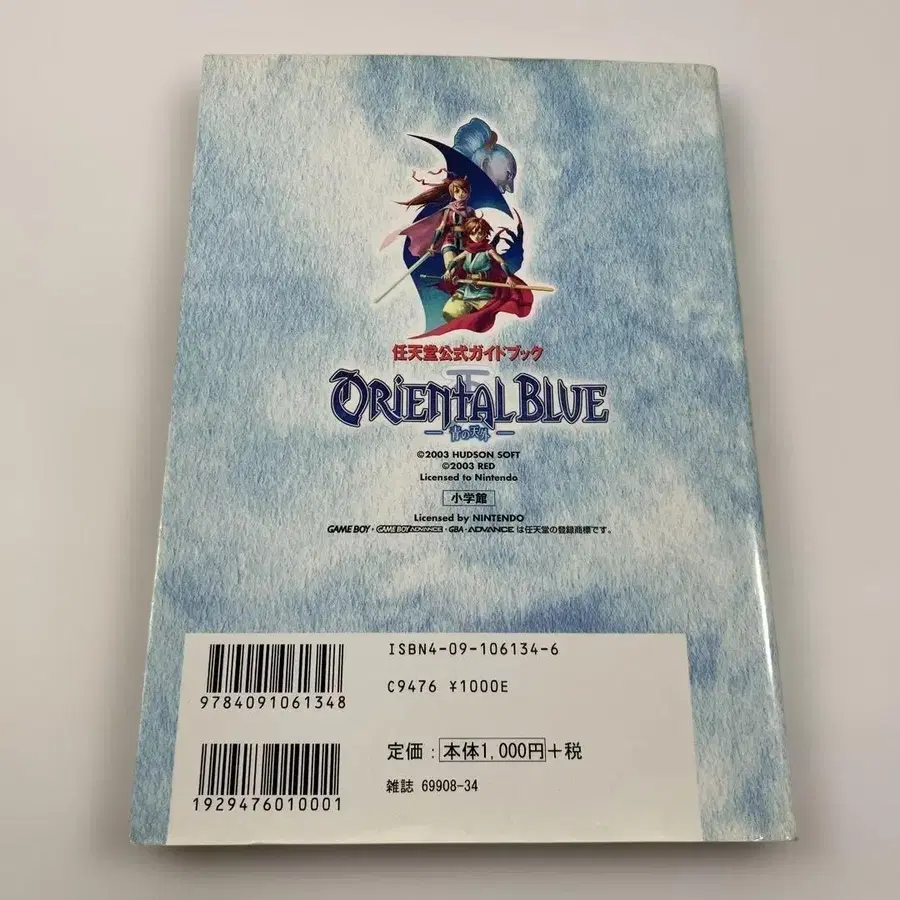 任天堂公式ガイドブック
ORIENTAL BLUE
青の天外
©2003 HUDSON SOFT
©2003 RED
Licensed to Nintendo
小学館
Licensed by NINTENDO
GAME BOY・GAME BOY ADVANCE・GBA・ADVANCE は任天堂の登録商標です。
ISBN4-09-106134-6
C9476 ¥1000E
9784091061348
定価：本体1,000円+税
雑誌 69908-34
1929476010001